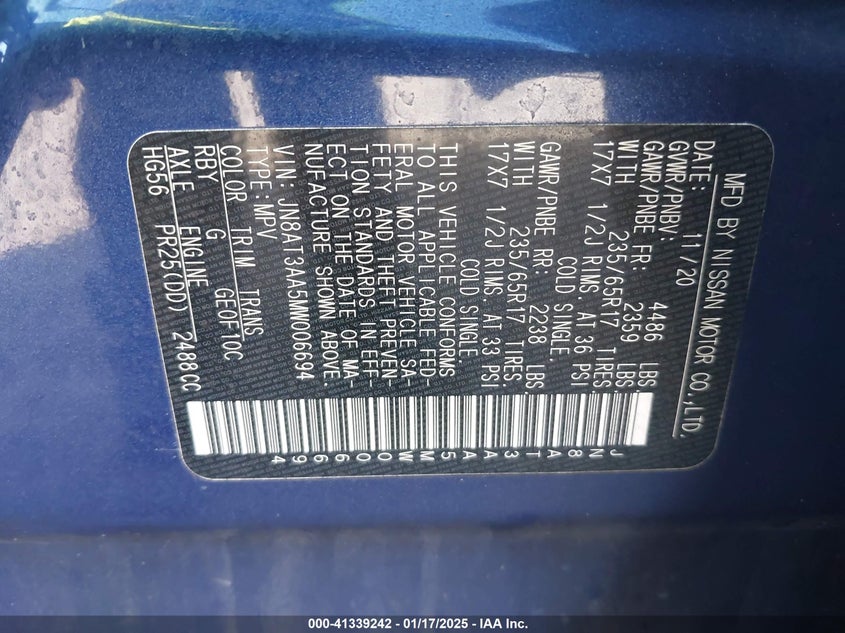 MFD BY NISSAN MOTOR CO.,LTD.
DATE: 11/20
GVWR/PNBV: 4486 LBS.
GAWR/PNBE FR: 2359 LBS.
WITH 235/65R17 TIRES.
17X7 1/2J RIMS. AT 36 PSI
COLD SINGLE.
GAWR/PNBE RR: 2238 LBS.
WITH 235/65R17 TIRES.
17X7 1/2J RIMS. AT 33 PSI
COLD SINGLE.
THIS VEHICLE CONFORMS
TO ALL APPLICABLE FED-
ERAL MOTOR VEHICLE SA-
FETY AND THEFT PREVEN-
TION STANDARDS IN EFF-
ECT ON THE DATE OF MA-
NUFACTURE SHOWN ABOVE.
VIN: JN8AT3AA5MW006694
TYPE:MPV
COLOR TRIM TRANS
RBY G GEOF10C
AXLE ENGINE
HG56 PR25(DD) 2488CC
JN8AT3AA5MW006694
000-41339242 - 01/17/2025 - IAA Inc.